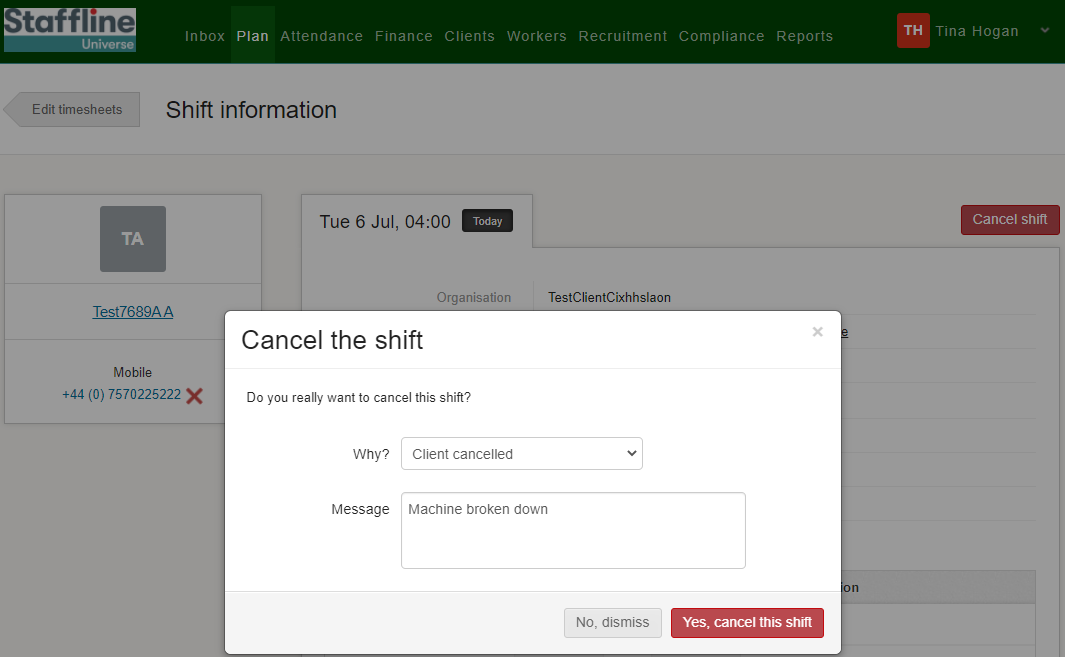 Staffline
Universe
Inbox Plan Attendance Finance Clients Workers Recruitment Compliance Reports
TH Tina Hogan
Edit timesheets
Shift information
TA
Test7689AA
Mobile
+44 (0) 7570225222
Tue 6 Jul, 04:00 Today
Cancel shift
Organisation TestClientCixhhslaon
Cancel the shift
×
Do you really want to cancel this shift?
Why? Client cancelled
Message Machine broken down
No, dismiss Yes, cancel this shift